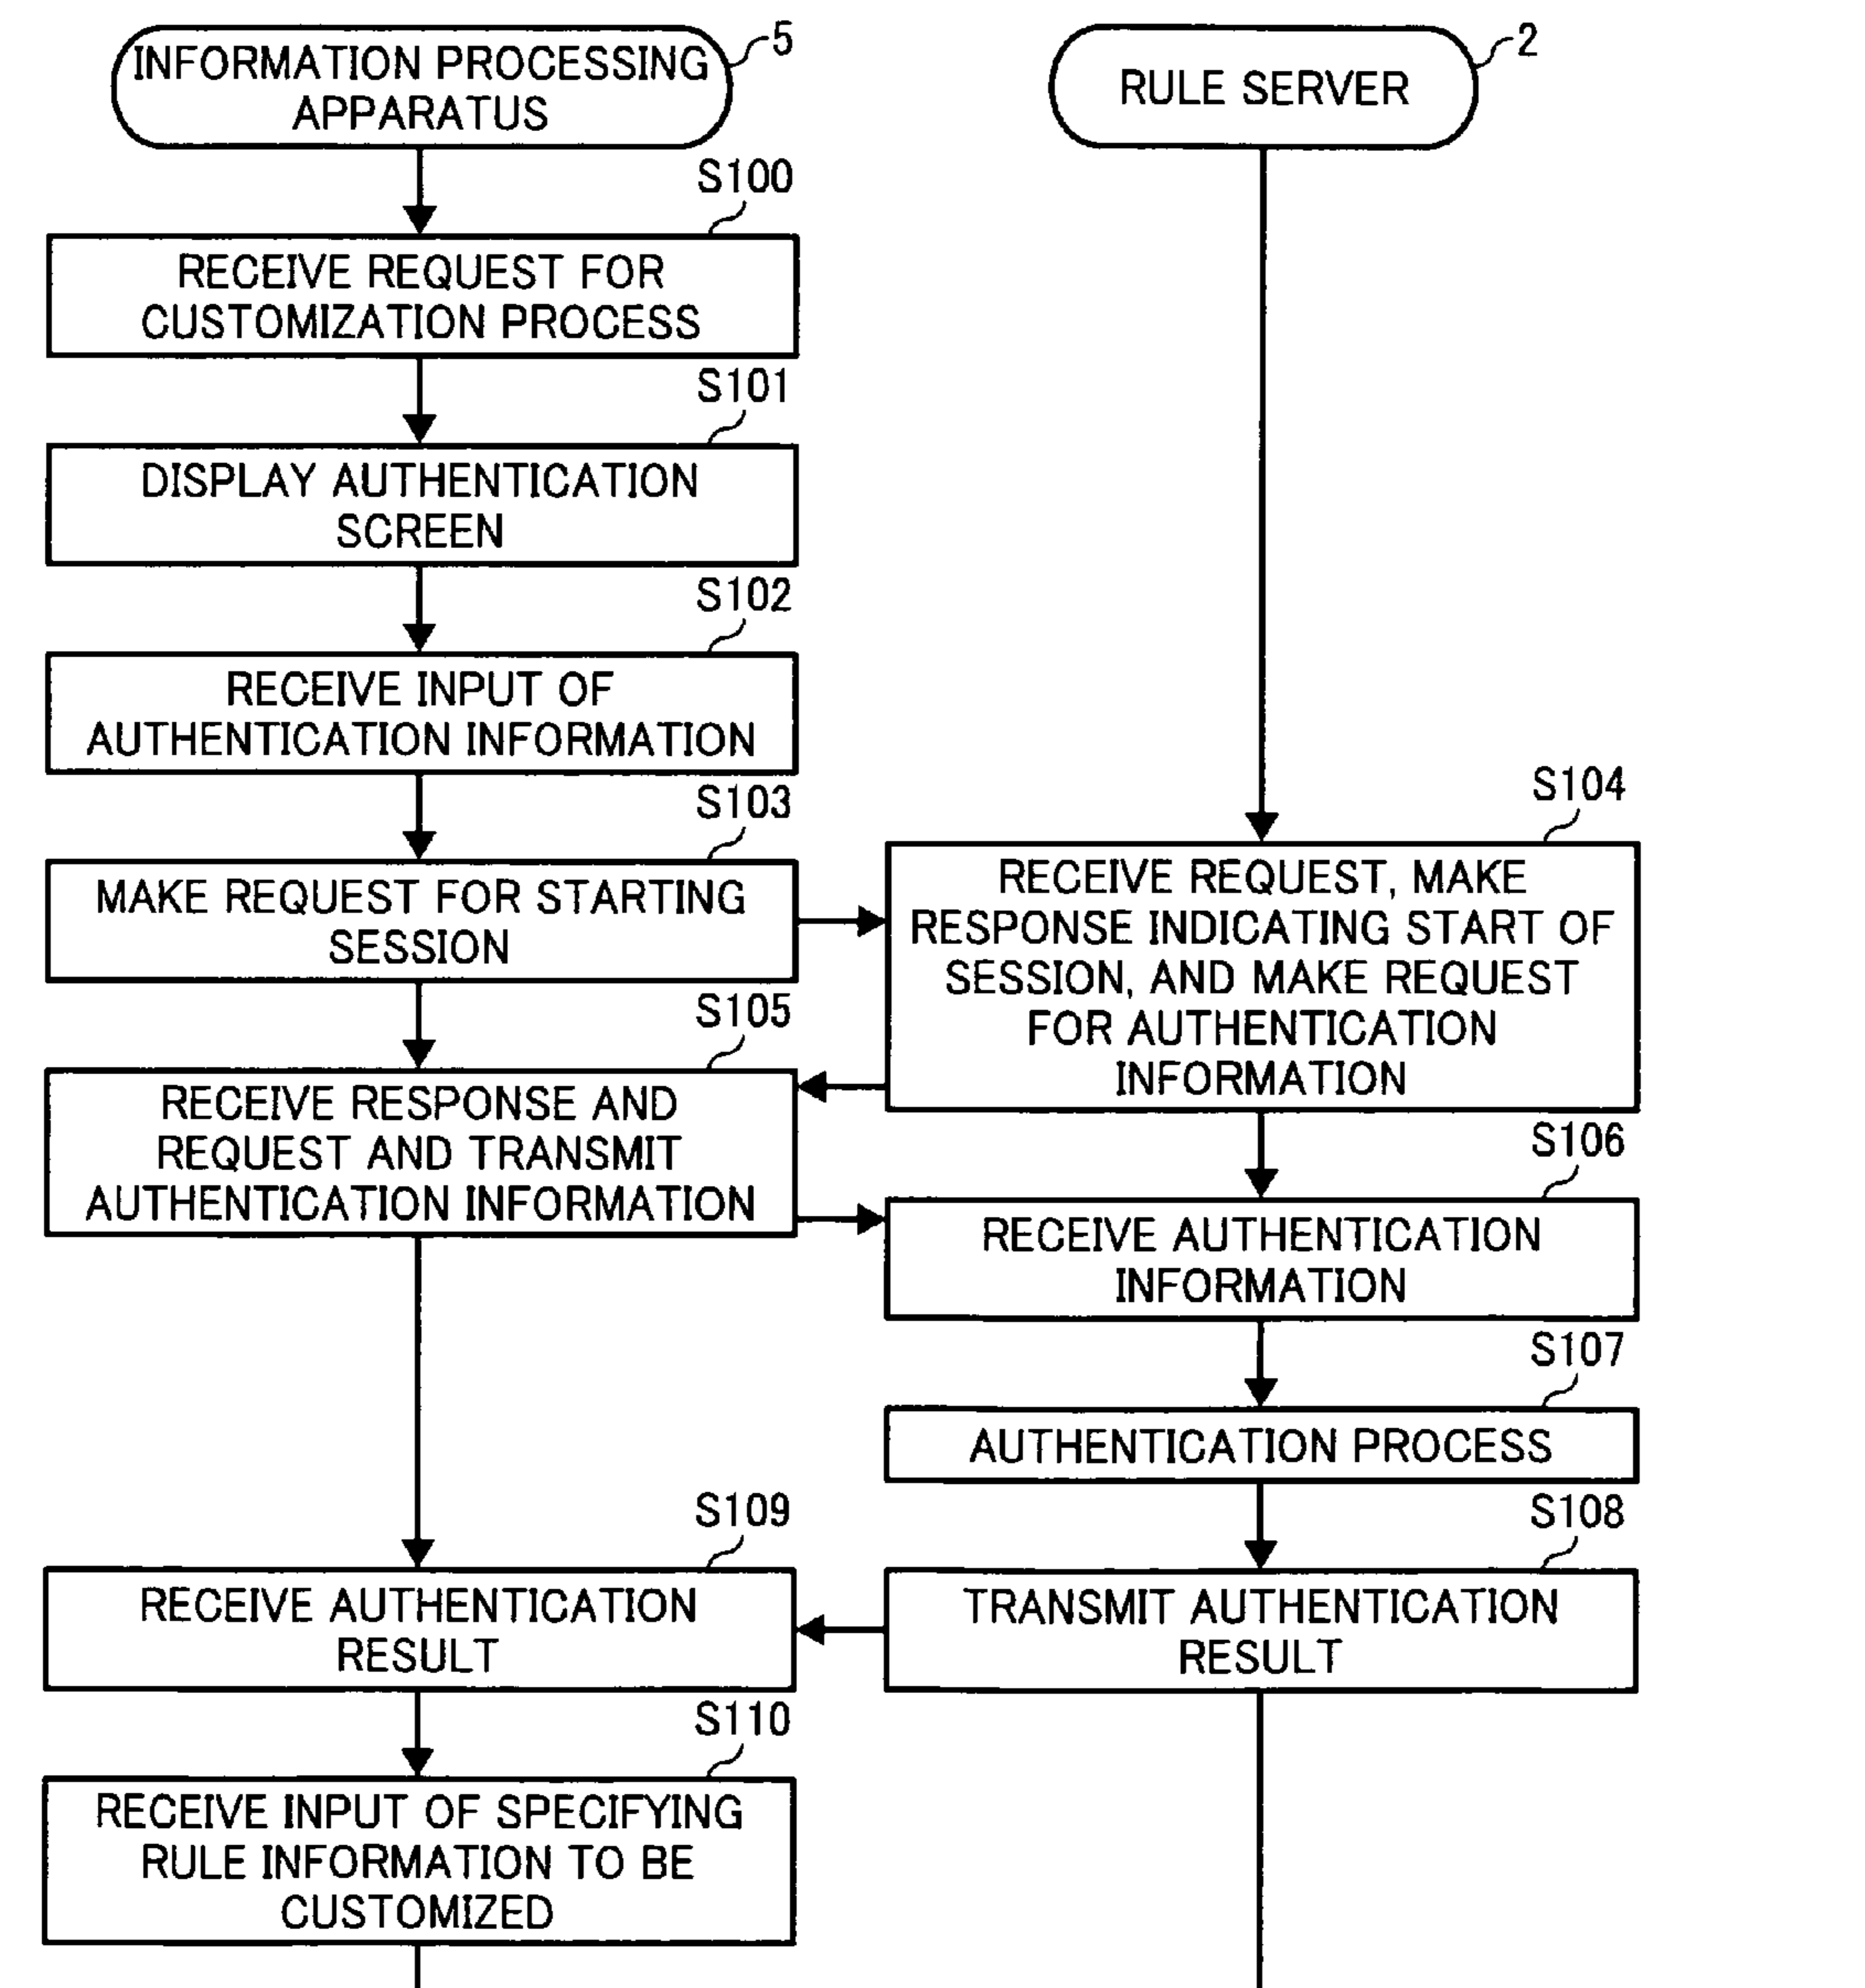 INFORMATION PROCESSING
APPARATUS
5
RULE SERVER
2
S100
RECEIVE REQUEST FOR
CUSTOMIZATION PROCESS
S101
DISPLAY AUTHENTICATION
SCREEN
S102
RECEIVE INPUT OF
AUTHENTICATION INFORMATION
S103
MAKE REQUEST FOR STARTING
SESSION
S104
RECEIVE REQUEST, MAKE
RESPONSE INDICATING START OF
SESSION, AND MAKE REQUEST
FOR AUTHENTICATION
INFORMATION
S105
RECEIVE RESPONSE AND
REQUEST AND TRANSMIT
AUTHENTICATION INFORMATION
S106
RECEIVE AUTHENTICATION
INFORMATION
S107
AUTHENTICATION PROCESS
S108
TRANSMIT AUTHENTICATION
RESULT
S109
RECEIVE AUTHENTICATION
RESULT
S110
RECEIVE INPUT OF SPECIFYING
RULE INFORMATION TO BE
CUSTOMIZED